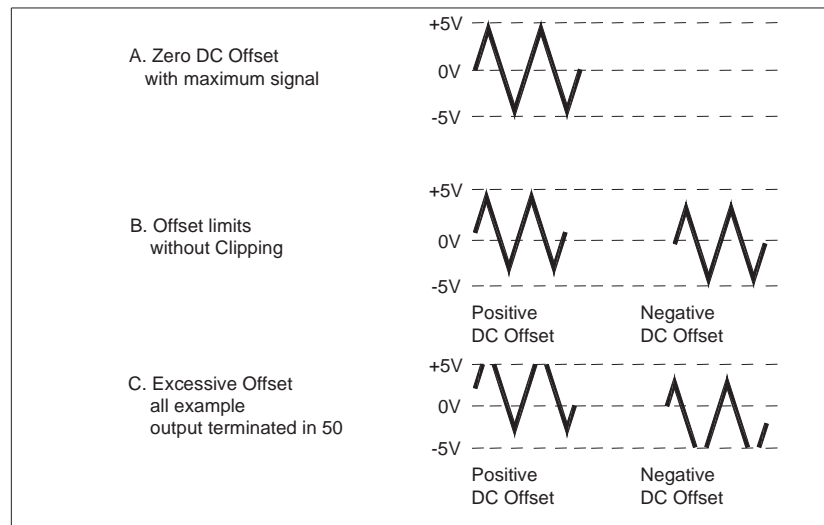 A. Zero DC Offset
with maximum signal
+5V
0V
-5V
B. Offset limits
without Clipping
+5V
0V
-5V
Positive
DC Offset
Negative
DC Offset
C. Excessive Offset
all example
output terminated in 50
+5V
0V
-5V
Positive
DC Offset
Negative
DC Offset